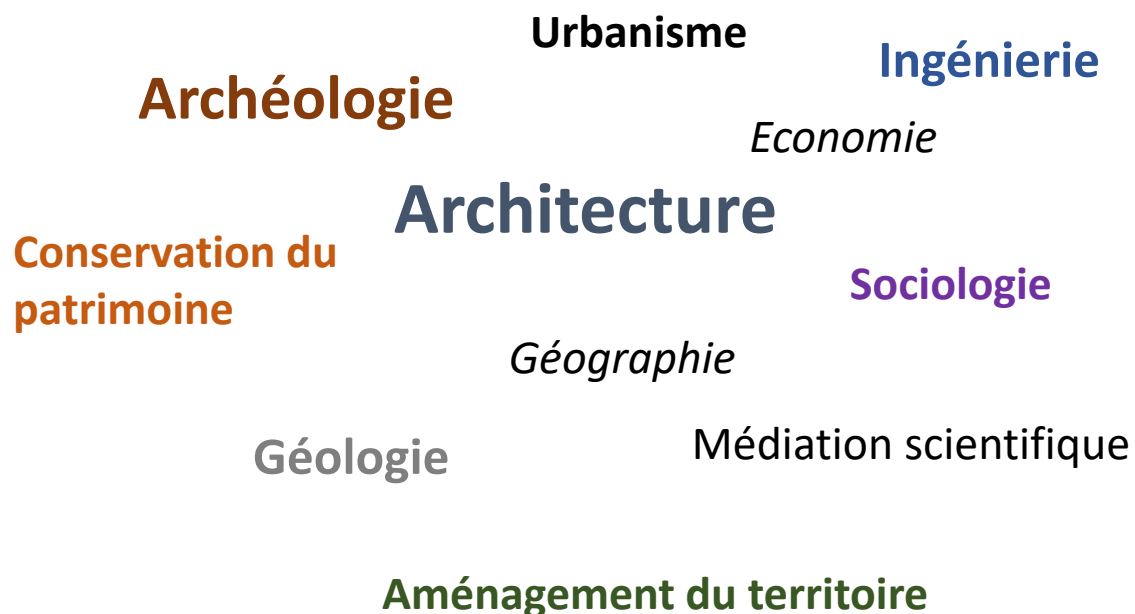 Urbanisme
Ingénierie
Archéologie
Economie
Architecture
Conservation du
patrimoine
Sociologie
Géographie
Médiation scientifique
Géologie
Aménagement du territoire